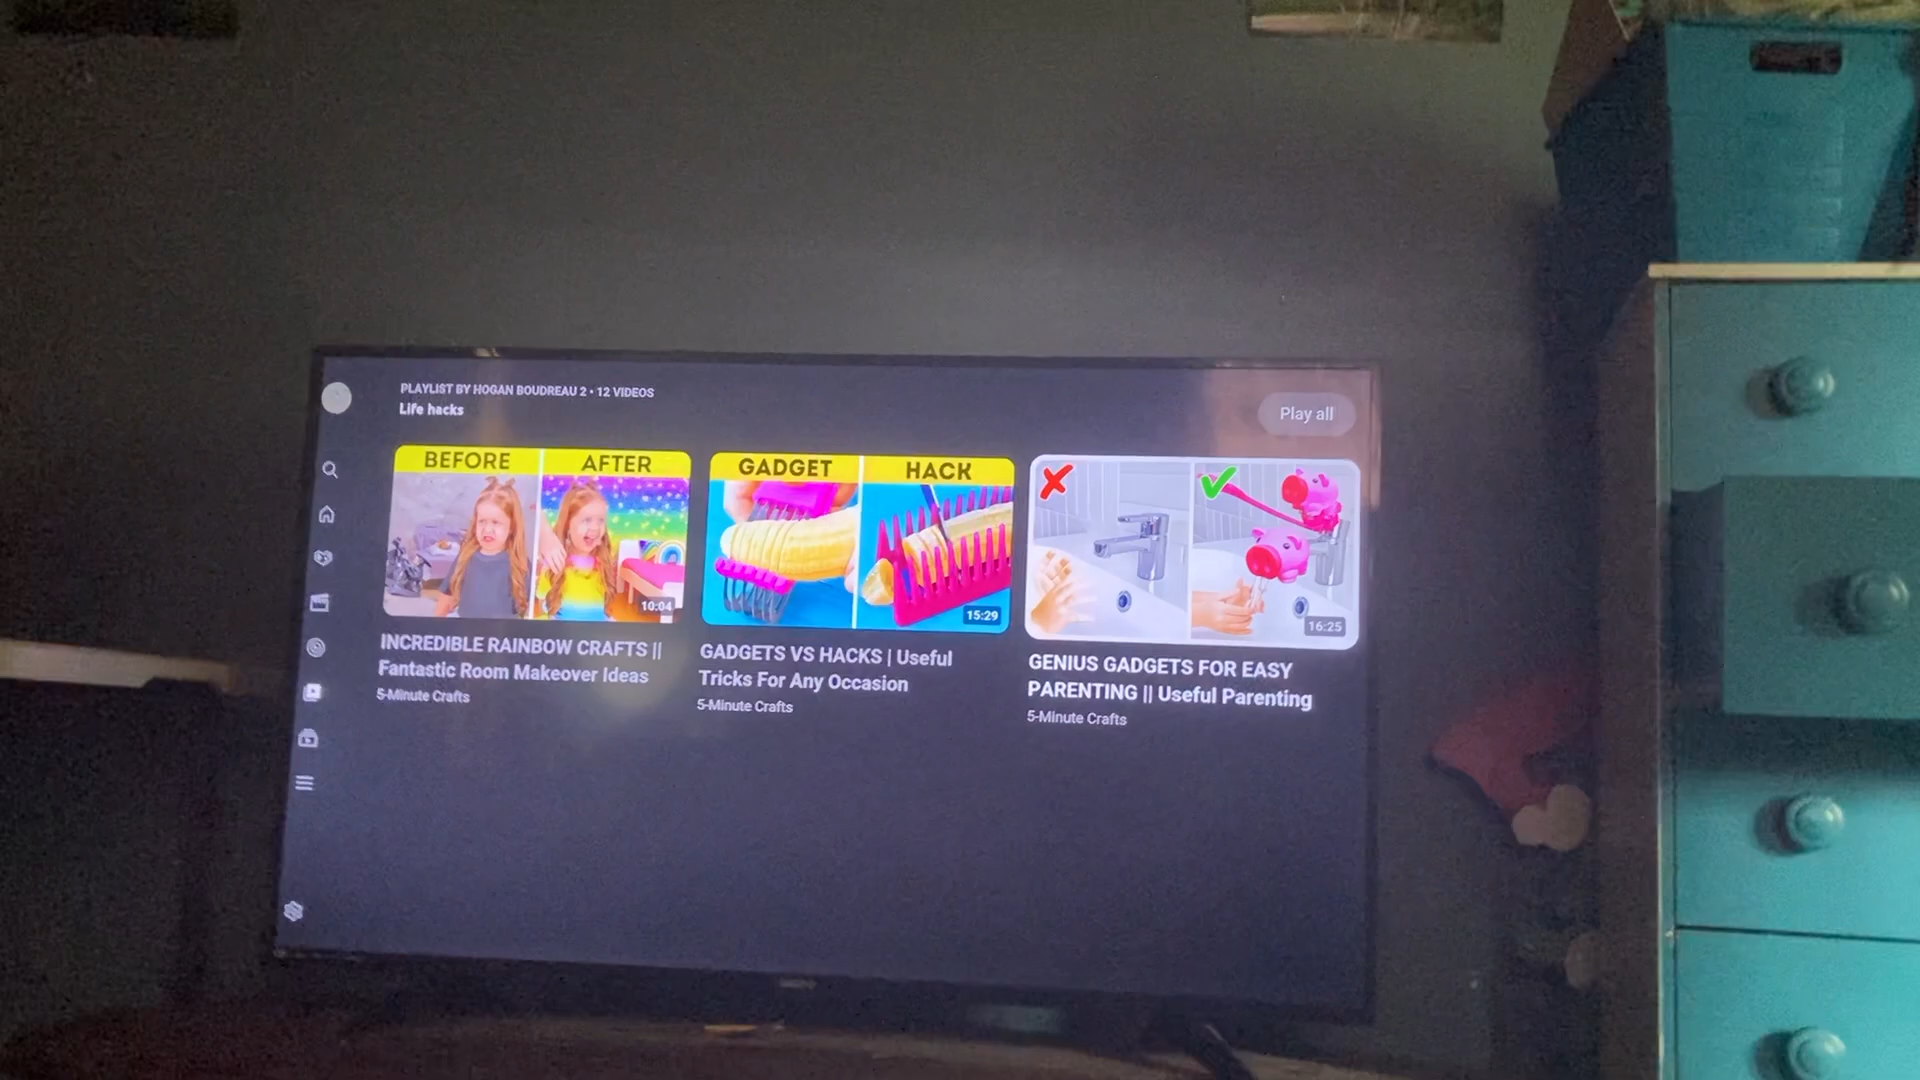 PLAYLIST BY HOGAN BOUDREAU 2 • 12 VIDEOS
Life hacks
Play all
BEFORE
AFTER
10:04
INCREDIBLE RAINBOW CRAFTS ||
Fantastic Room Makeover Ideas
5-Minute Crafts
GADGET
HACK
15:29
GADGETS VS HACKS | Useful
Tricks For Any Occasion
5-Minute Crafts
16:25
GENIUS GADGETS FOR EASY
PARENTING || Useful Parenting
5-Minute Crafts